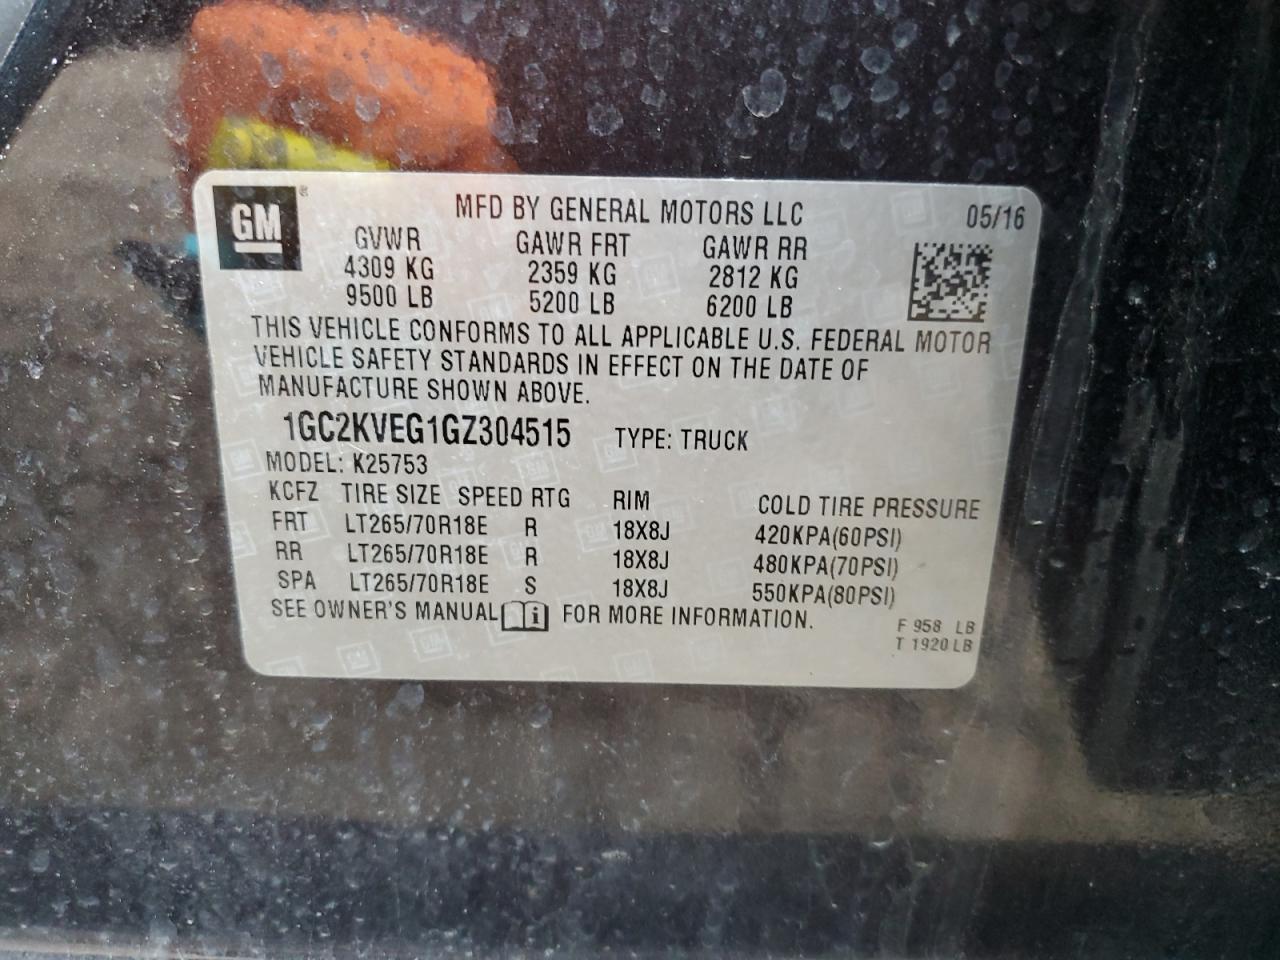 GM ®
MFD BY GENERAL MOTORS LLC 05/16
GVWR GAWR FRT GAWR RR
4309 KG 2359 KG 2812 KG
9500 LB 5200 LB 6200 LB
THIS VEHICLE CONFORMS TO ALL APPLICABLE U.S. FEDERAL MOTOR
VEHICLE SAFETY STANDARDS IN EFFECT ON THE DATE OF
MANUFACTURE SHOWN ABOVE.
1GC2KVEG1GZ304515 TYPE: TRUCK
MODEL: K25753
KCFZ TIRE SIZE SPEED RTG RIM COLD TIRE PRESSURE
FRT LT265/70R18E R 18X8J 420KPA(60PSI)
RR LT265/70R18E R 18X8J 480KPA(70PSI)
SPA LT265/70R18E S 18X8J 550KPA(80PSI)
SEE OWNER'S MANUAL i FOR MORE INFORMATION.
F 958 LB
T 1920 LB